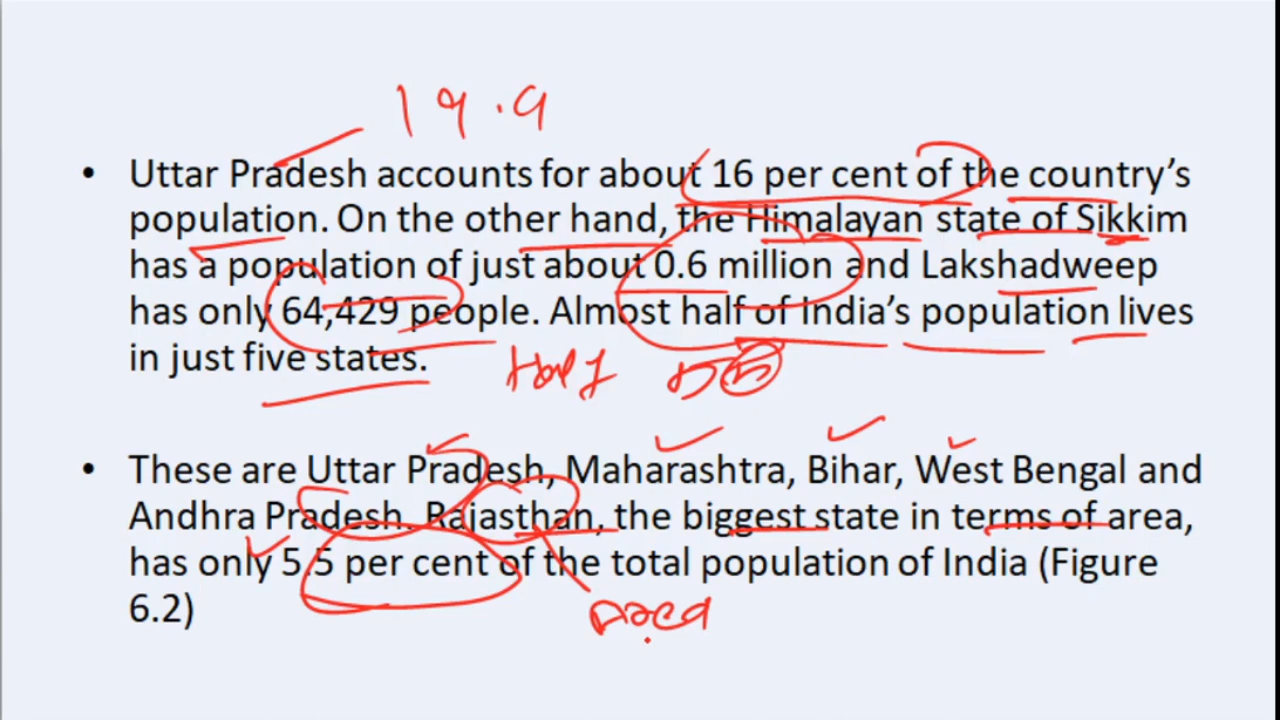 19.9
• Uttar Pradesh accounts for about 16 per cent of the country's
population. On the other hand, the Himalayan state of Sikkim
has a population of just about 0.6 million and Lakshadweep
has only 64,429 people. Almost half of India's population lives
in just five states.
Half
• These are Uttar Pradesh, Maharashtra, Bihar, West Bengal and
Andhra Pradesh. Rajasthan, the biggest state in terms of area,
has only 5.5 per cent of the total population of India (Figure
6.2)
Area